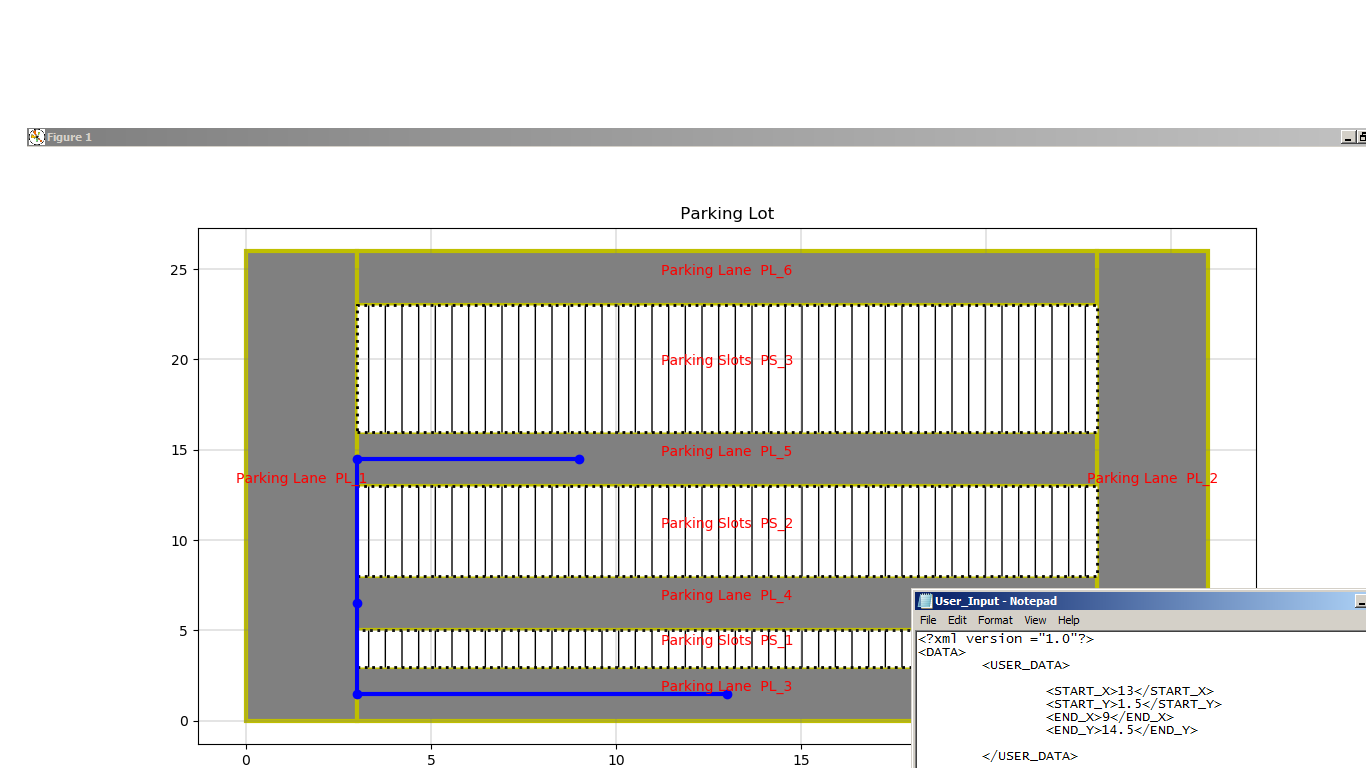 Figure 1
Parking Lot
25
20
15
10
5
0
0
5
10
15
Parking Lane  PL_6
Parking Slots  PS_3
Parking Lane  PL_5
Parking Lane  PL_1
Parking Lane  PL_2
Parking Slots  PS_2
Parking Lane  PL_4
Parking Slots  PS_1
Parking Lane  PL_3
User_Input - Notepad
File  Edit  Format  View  Help
<?xml version ="1.0"?>
<DATA>
<USER_DATA>
<START_X>13</START_X>
<START_Y>1.5</START_Y>
<END_X>9</END_X>
<END_Y>14.5</END_Y>
</USER_DATA>